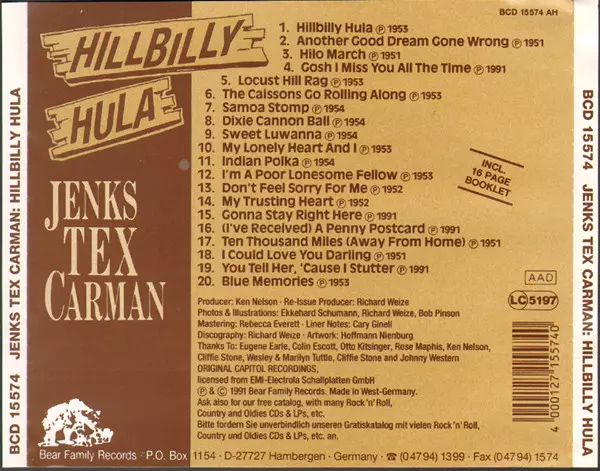 BCD 15574 AH
HILLBILLY
HULA
JENKS
TEX
CARMAN
1. Hillbilly Hula ℗ 1953
2. Another Good Dream Gone Wrong ℗ 1951
3. Hilo March ℗ 1951
4. Gosh I Miss You All The Time ℗ 1991
5. Locust Hill Rag ℗ 1953
6. The Caissons Go Rolling Along ℗ 1953
7. Samoa Stomp ℗ 1954
8. Dixie Cannon Ball ℗ 1954
9. Sweet Luwanna ℗ 1954
10. My Lonely Heart And I ℗ 1953
11. Indian Polka ℗ 1954
12. I'm A Poor Lonesome Fellow ℗ 1953
13. Don't Feel Sorry For Me ℗ 1952
14. My Trusting Heart ℗ 1952
15. Gonna Stay Right Here ℗ 1991
16. (I've Received) A Penny Postcard ℗ 1991
17. Ten Thousand Miles (Away From Home) ℗ 1951
18. I Could Love You Darling ℗ 1951
19. You Tell Her, 'Cause I Stutter ℗ 1991
20. Blue Memories ℗ 1953
INCL.
16 PAGE
BOOKLET
AAD
LC 5197
Producer: Ken Nelson · Re-Issue Producer: Richard Weize
Photos & Illustrations: Ekkehard Schumann, Richard Weize, Bob Pinson
Mastering: Rebecca Everett · Liner Notes: Cary Ginell
Discography: Richard Weize · Artwork: Hoffmann Nienburg
Thanks To: Eugene Earle, Colin Escott, Otto Kitsinger, Rose Maphis, Ken Nelson,
Cliffie Stone, Wesley & Marilyn Tuttle, Cliffie Stone and Johnny Western
ORIGINAL CAPITOL RECORDINGS,
licensed from EMI-Electrola Schallplatten GmbH
℗ & © 1991 Bear Family Records. Made in West-Germany.
Ask also for our free catalog, with many Rock'n'Roll,
Country and Oldies CDs & LPs, etc.
Bitte fordern Sie unverbindlich unseren Gratiskatalog mit vielen Rock'n'Roll,
Country und Oldies CDs & LPs, etc. an.
4 000127 155740
Bear Family Records · P.O. Box 1154 · D-27727 Hambergen · Germany · ☎ (0 47 94) 13 99 · Fax (0 47 94) 15 74
BCD 15574 JENKS TEX CARMAN: HILLBILLY HULA
BCD 15574 JENKS TEX CARMAN: HILLBILLY HULA